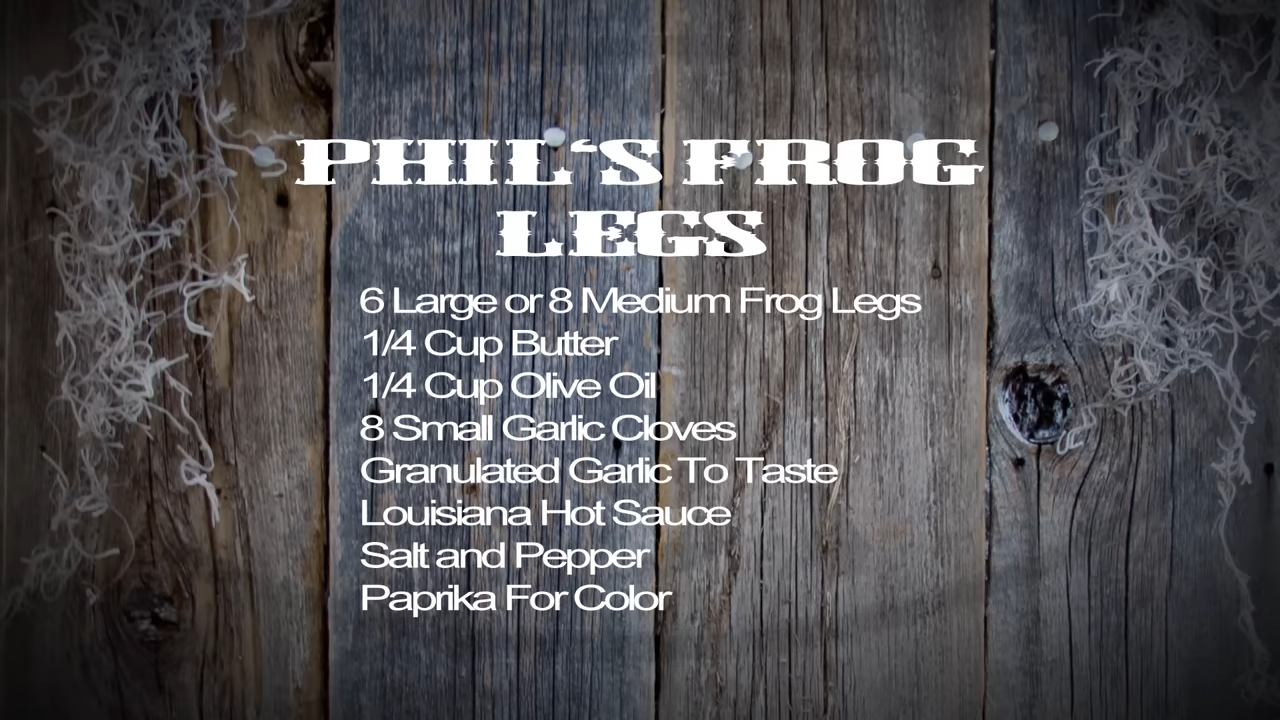 PHIL‘S FROG
LEGS
6 Large or 8 Medium Frog Legs
1/4 Cup Butter
1/4 Cup Olive Oil
8 Small Garlic Cloves
Granulated Garlic To Taste
Louisiana Hot Sauce
Salt and Pepper
Paprika For Color